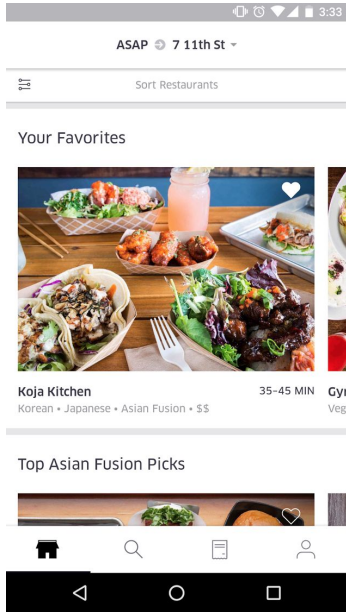 3:33
ASAP 7 11th St
Sort Restaurants
Your Favorites
Koja Kitchen 35–45 MIN
Korean • Japanese • Asian Fusion • $$
Top Asian Fusion Picks